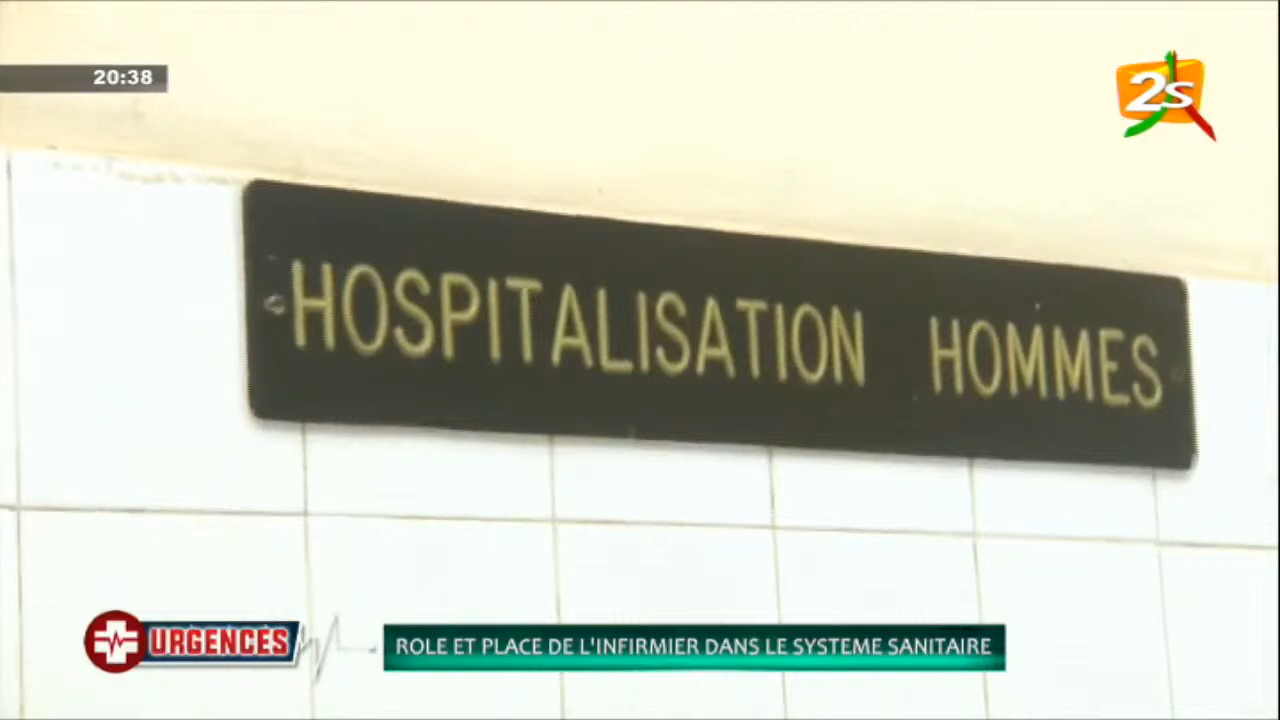 20:38
2S
HOSPITALISATION HOMMES
URGENCES
ROLE ET PLACE DE L'INFIRMIER DANS LE SYSTEME SANITAIRE